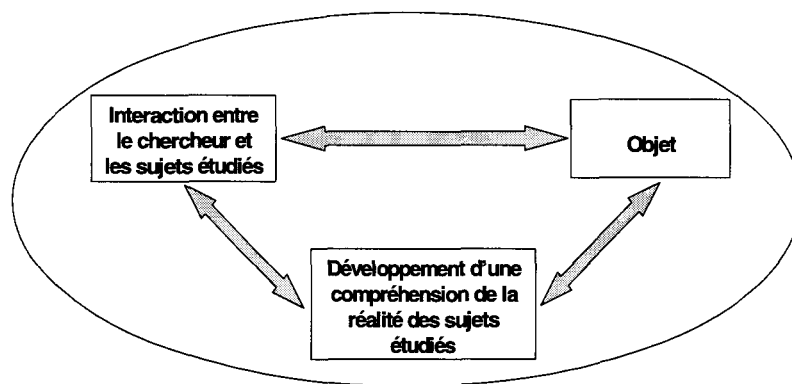 Interaction entre
le chercheur et
les sujets étudiés
Objet
Développement d'une
compréhension de la
réalité des sujets
étudiés